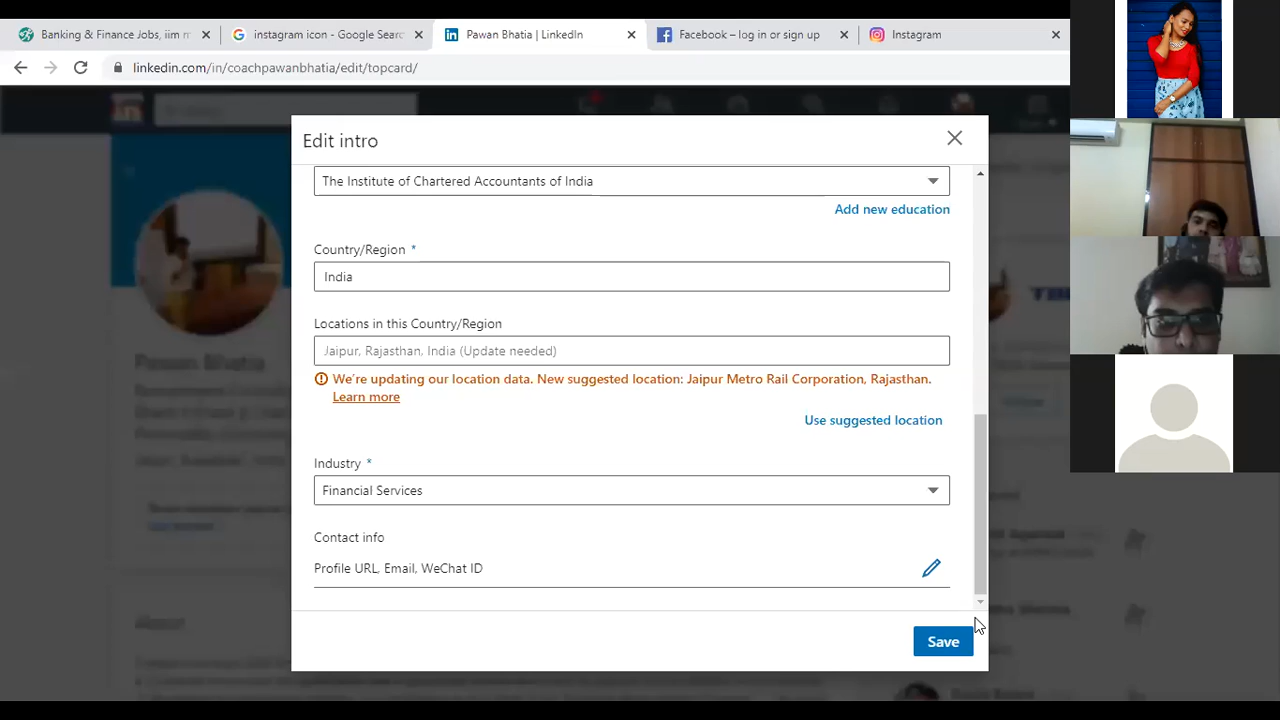 Banking & Finance Jobs, iim m
instagram icon - Google Searc
Pawan Bhatia | LinkedIn
Facebook – log in or sign up
Instagram
linkedin.com/in/coachpawanbhatia/edit/topcard/
Edit intro
The Institute of Chartered Accountants of India
Add new education
Country/Region *
India
Locations in this Country/Region
Jaipur, Rajasthan, India (Update needed)
We're updating our location data. New suggested location: Jaipur Metro Rail Corporation, Rajasthan.
Learn more
Use suggested location
Industry *
Financial Services
Contact info
Profile URL, Email, WeChat ID
Save
Pawan Bhatia
About